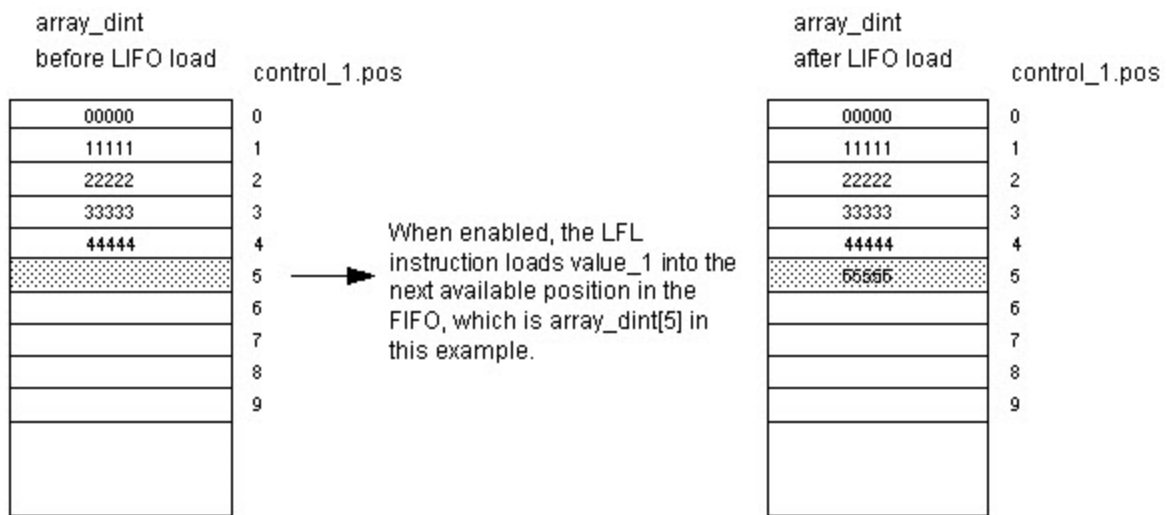 array_dint
before LIFO load
control_1.pos
00000 0
11111 1
22222 2
33333 3
44444 4
5
6
7
8
9
When enabled, the LFL
instruction loads value_1 into the
next available position in the
FIFO, which is array_dint[5] in
this example.
array_dint
after LIFO load
control_1.pos
00000 0
11111 1
22222 2
33333 3
44444 4
55555 5
6
7
8
9